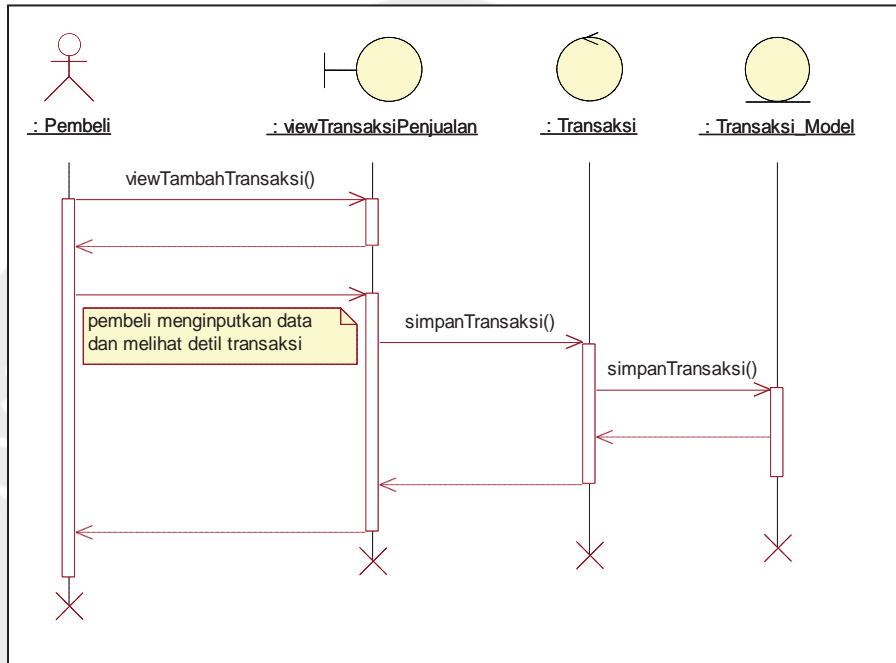 : Pembeli
: viewTransaksiPenjualan
: Transaksi
: Transaksi_Model
viewTambahTransaksi()
pembeli menginputkan data
dan melihat detil transaksi
simpanTransaksi()
simpanTransaksi()